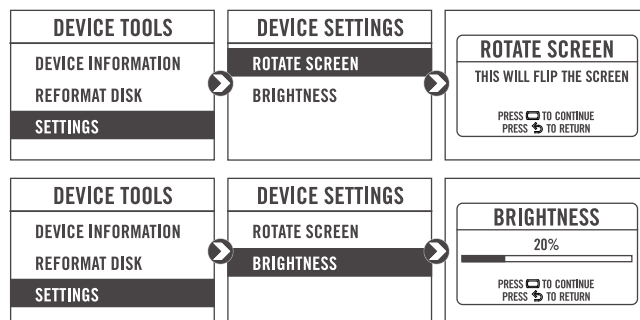 DEVICE TOOLS
DEVICE INFORMATION
REFORMAT DISK
SETTINGS
DEVICE SETTINGS
ROTATE SCREEN
BRIGHTNESS
ROTATE SCREEN
THIS WILL FLIP THE SCREEN
PRESS TO CONTINUE
PRESS TO RETURN
DEVICE TOOLS
DEVICE INFORMATION
REFORMAT DISK
SETTINGS
DEVICE SETTINGS
ROTATE SCREEN
BRIGHTNESS
BRIGHTNESS
20%
PRESS TO CONTINUE
PRESS TO RETURN